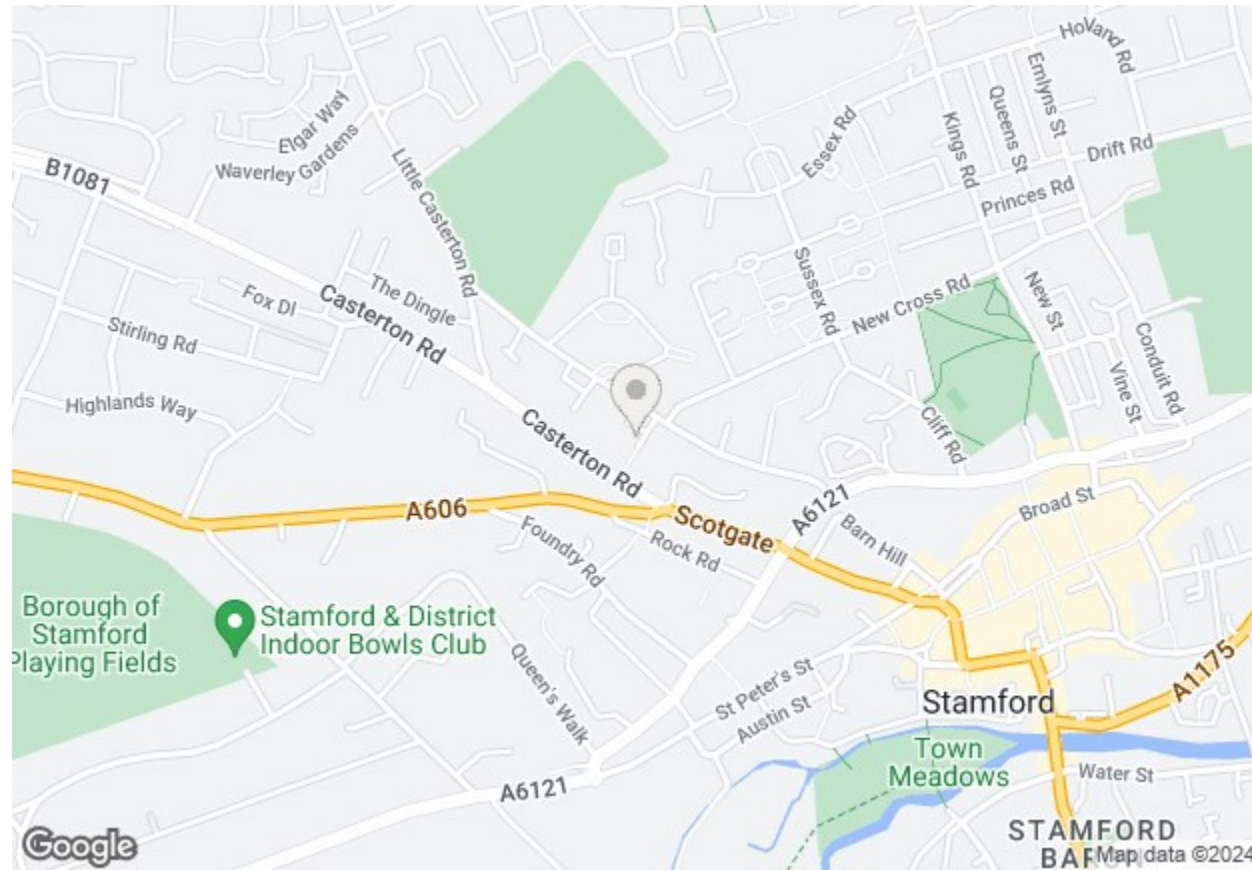 Holland Rd
Emlyns St
Queens St
Kings Rd
Drift Rd
Princes Rd
Essex Rd
Elgar Way
Waverley Gardens
Little Casterton Rd
B1081
Sussex Rd
New Cross Rd
New St
Vine St
Conduit Rd
The Dingle
Fox Dl
Casterton Rd
Stirling Rd
Highlands Way
Cliff Rd
Casterton Rd
A606
Scotgate
A6121
Barn Hill
Broad St
Foundry Rd
Rock Rd
Borough of
Stamford
Playing Fields
Stamford & District
Indoor Bowls Club
Queen's Walk
St Peter's St
Austin St
Stamford
A1175
Town
Meadows
Water St
A6121
STAMFORD
BARON
Google
Map data ©2024